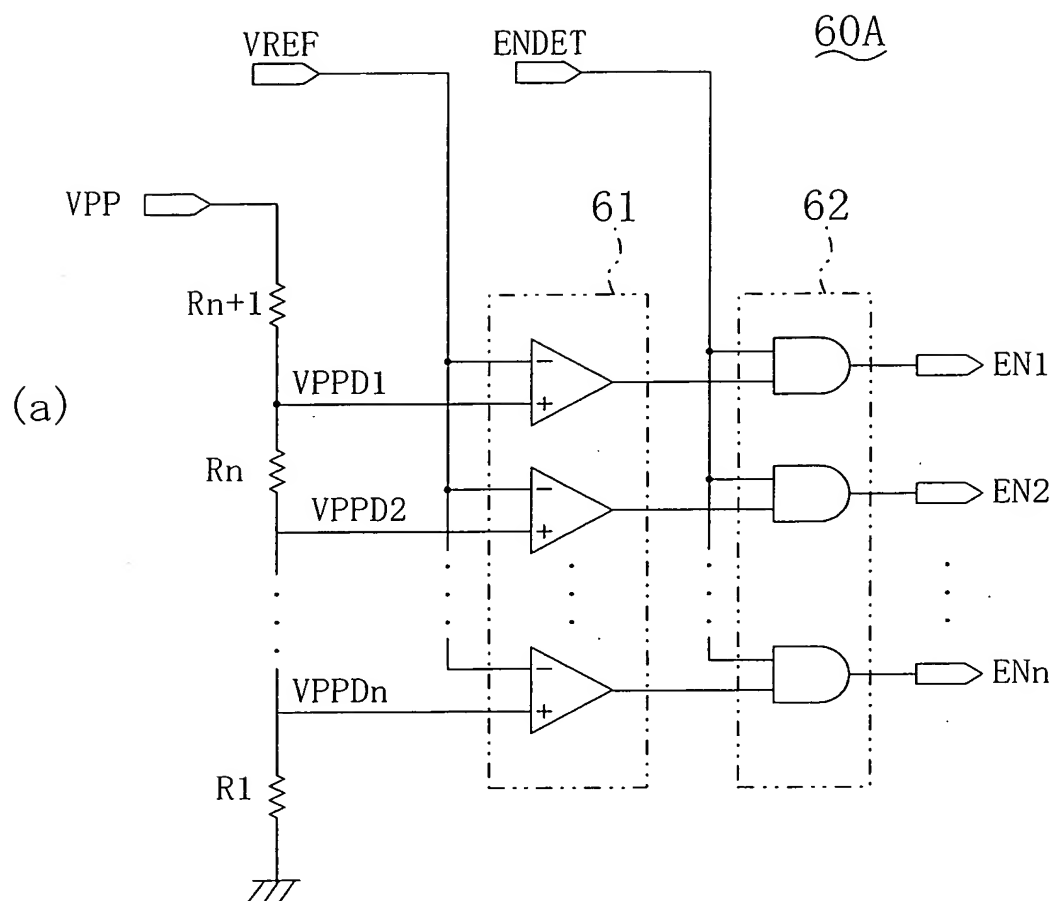 60A
VREF
ENDET
VPP
61
62
Rn+1
EN1
VPPD1
(a)
Rn
VPPD2
EN2
VPPDn
ENn
R1